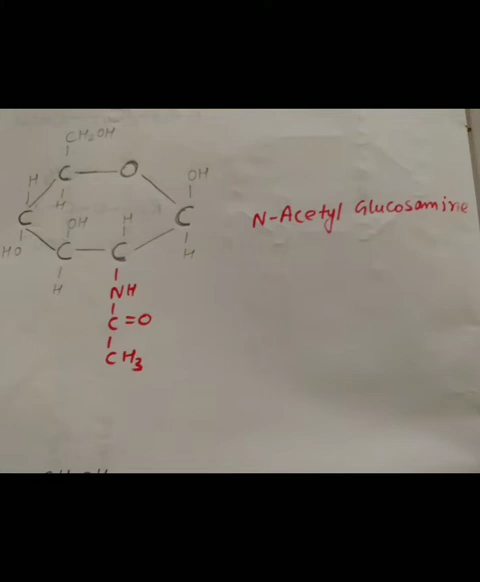 CH2OH
H C O OH
H
C OH H C
HO C C H
H
NH
C=O
CH3
N-Acetyl Glucosamine